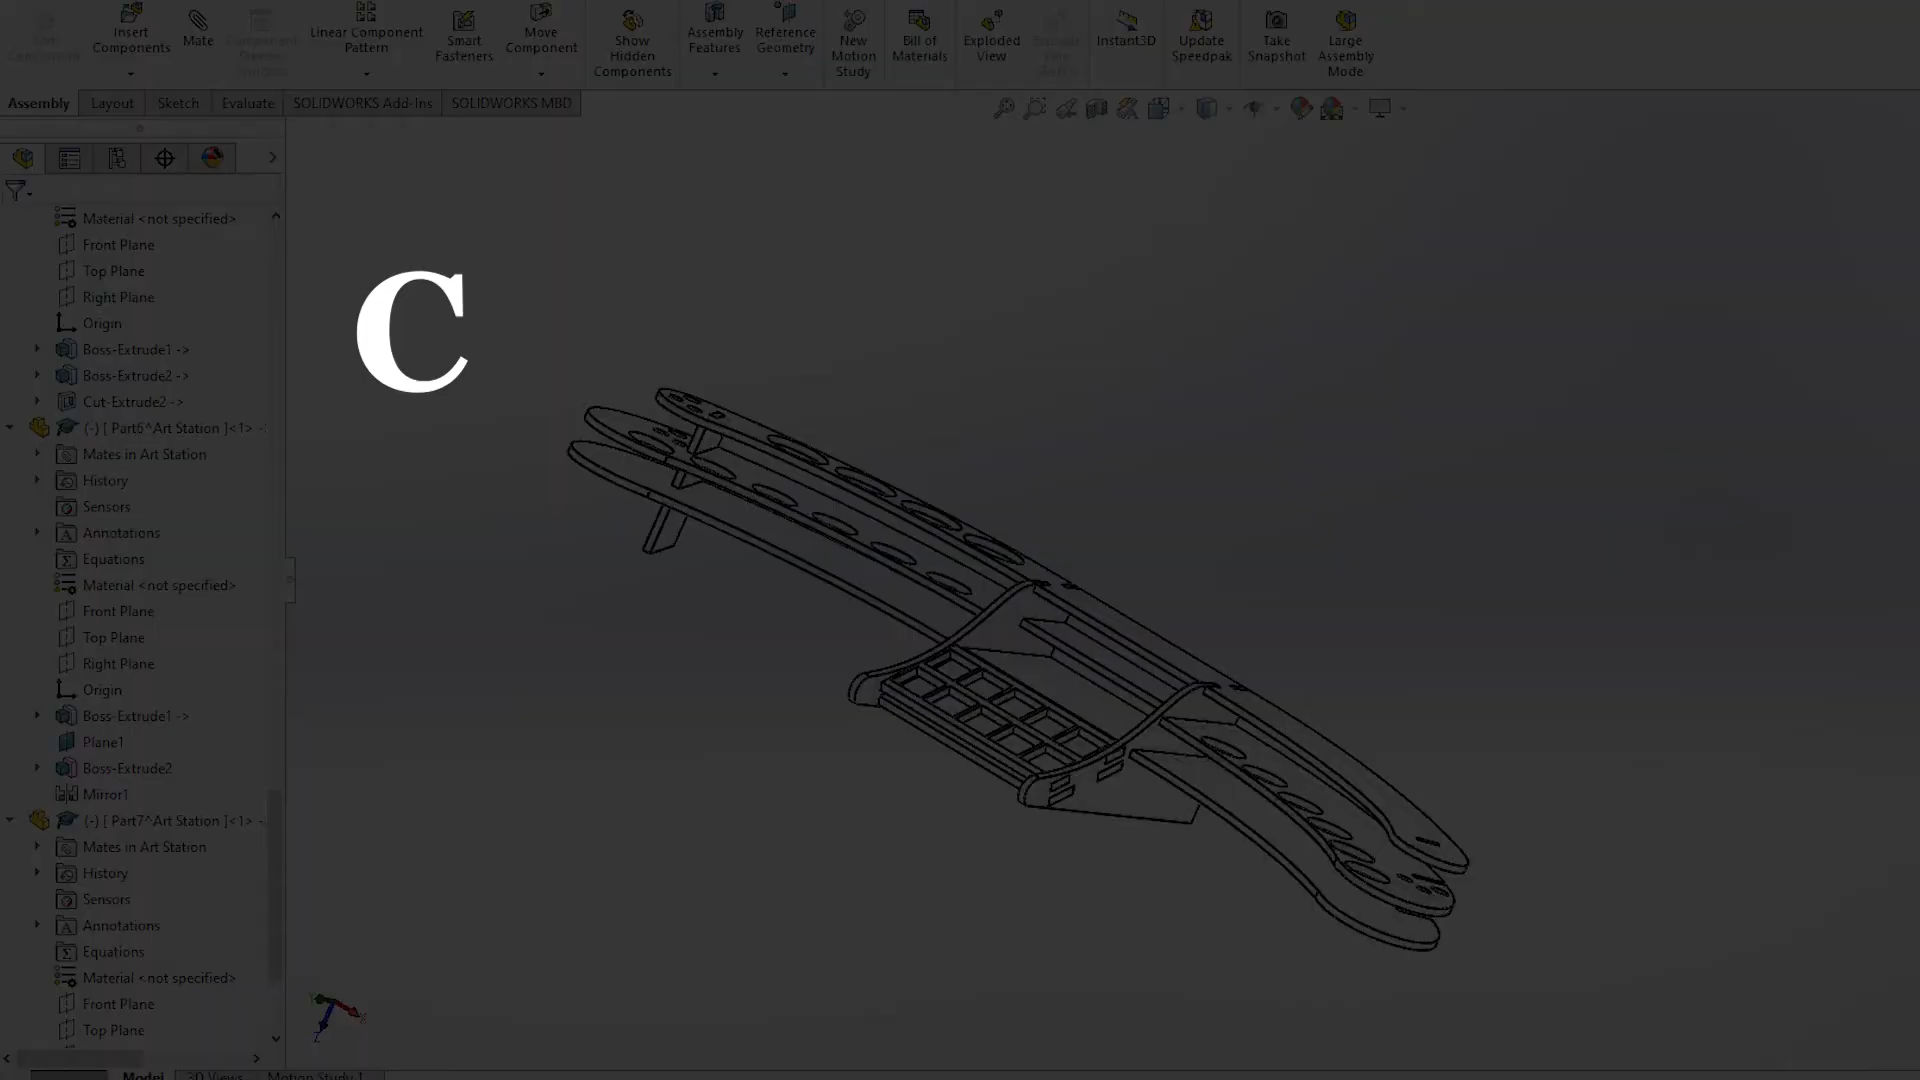 Insert Components
Mate
Linear Component Pattern
Smart Fasteners
Move Component
Show Hidden Components
Assembly Features
Reference Geometry
New Motion Study
Bill of Materials
Exploded View
Instant3D
Update Speedpak
Take Snapshot
Large Assembly Mode
Assembly
Layout
Sketch
Evaluate
SOLIDWORKS Add-Ins
SOLIDWORKS MBD
C
Material <not specified>
Front Plane
Top Plane
Right Plane
Origin
Boss-Extrude1 ->
Boss-Extrude2 ->
Cut-Extrude2 ->
(-) [ Part6^Art Station ]<1> -
Mates in Art Station
History
Sensors
Annotations
Equations
Material <not specified>
Front Plane
Top Plane
Right Plane
Origin
Boss-Extrude1 ->
Plane1
Boss-Extrude2
Mirror1
(-) [ Part7^Art Station ]<1> -
Mates in Art Station
History
Sensors
Annotations
Equations
Material <not specified>
Front Plane
Top Plane
Model
3D Views
Motion Study 1